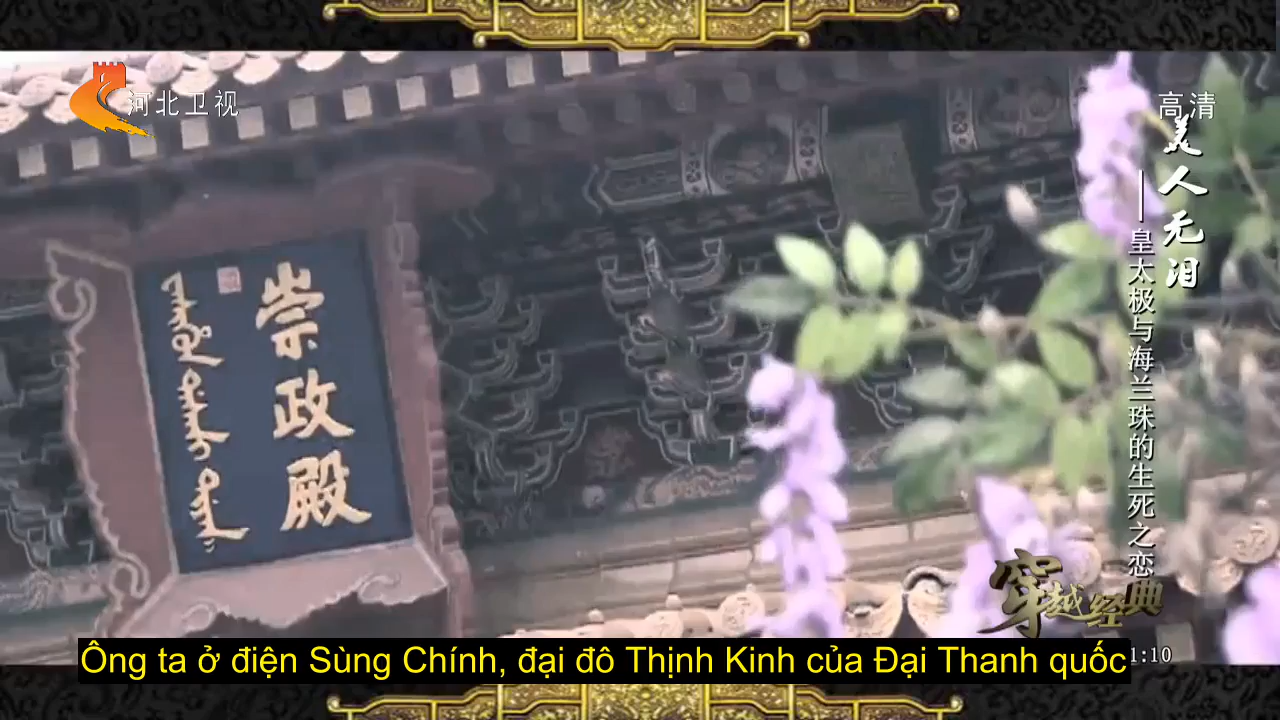 河北卫视
高清
美人无泪
——皇太极与海兰珠的生死之恋
崇政殿
穿越经典
1:10
Ông ta ở điện Sùng Chính, đại đô Thịnh Kinh của Đại Thanh quốc